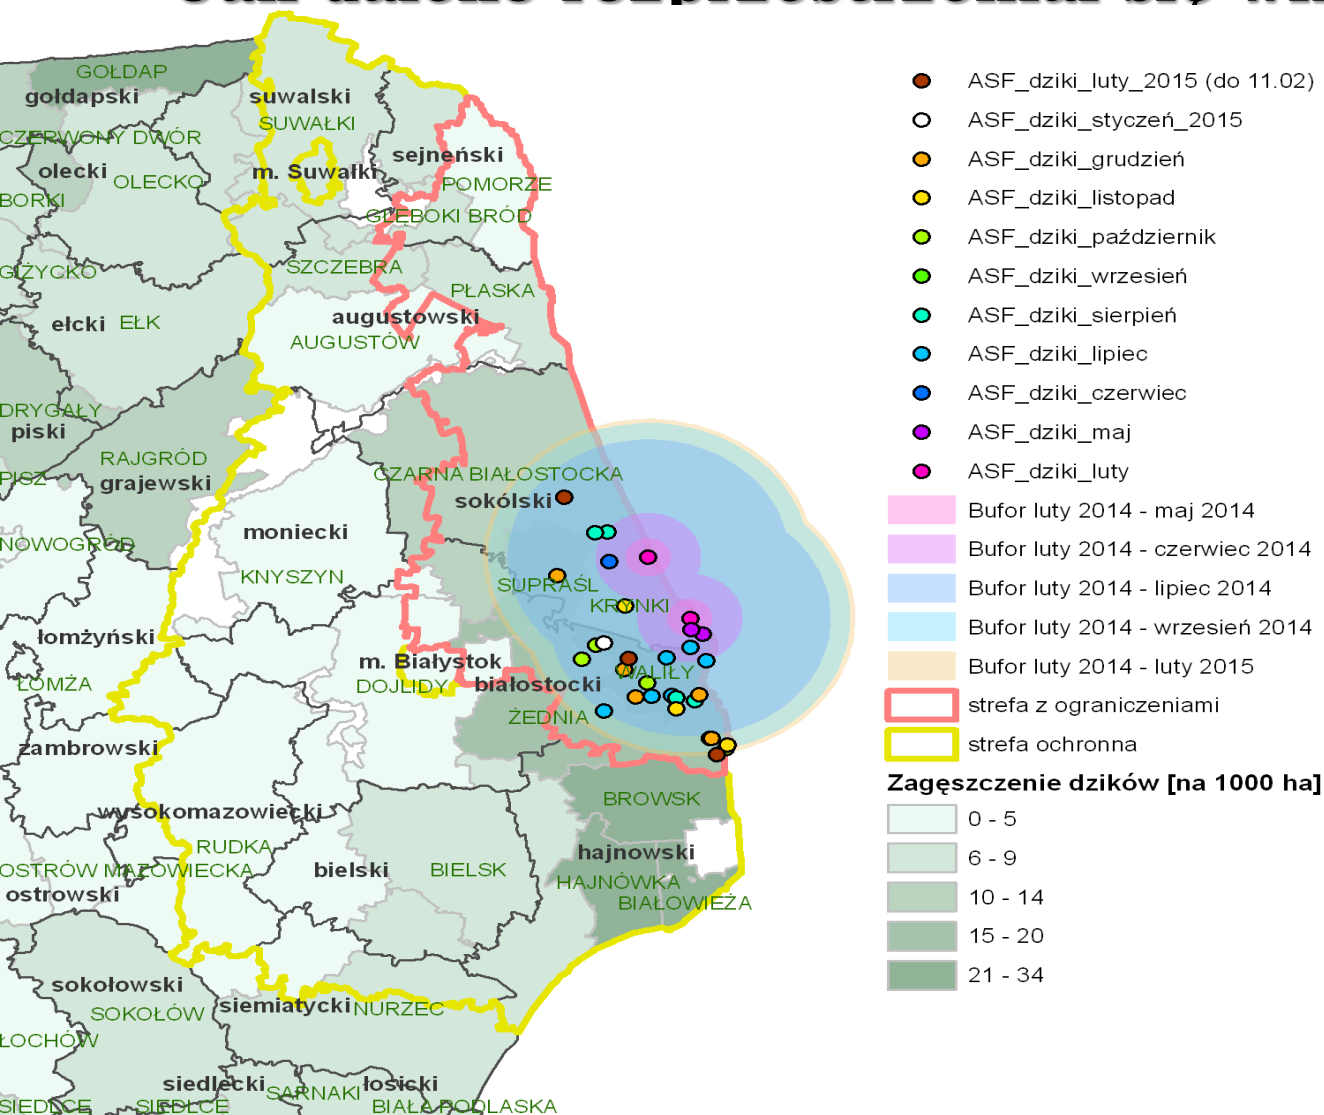 GOŁDAP
gołdapski
suwalski
SUWAŁKI
CZERWONY DWÓR
sejneński
olecki
OLECKO
m. Suwałki
POMORZE
BORKI
GŁĘBOKI BRÓD
GIŻYCKO
SZCZEBRA
PŁASKA
ełcki EŁK
augustowski
AUGUSTÓW
DRYGAŁY
piski
RAJGRÓD
PISZ
grajewski
CZARNA BIAŁOSTOCKA
sokólski
moniecki
NOWOGRÓD
KNYSZYN
SUPRAŚL
KRYNKI
łomżyński
m. Białystok
WALIŁY
ŁOMŻA
DOJLIDY
białostocki
ŻEDNIA
zambrowski
BROWSK
wysokomazowiecki
RUDKA
hajnowski
OSTRÓW MAZOWIECKA
bielski
BIELSK
HAJNÓWKA
ostrowski
BIAŁOWIEŻA
sokołowski
siemiatycki
NURZEC
SOKOŁÓW
ŁOCHÓW
siedlecki
SARNAKI
łosicki
SIEDLCE
SIEDLCE
BIAŁA PODLASKA
ASF_dziki_luty_2015 (do 11.02)
ASF_dziki_styczeń_2015
ASF_dziki_grudzień
ASF_dziki_listopad
ASF_dziki_październik
ASF_dziki_wrzesień
ASF_dziki_sierpień
ASF_dziki_lipiec
ASF_dziki_czerwiec
ASF_dziki_maj
ASF_dziki_luty
Bufor luty 2014 - maj 2014
Bufor luty 2014 - czerwiec 2014
Bufor luty 2014 - lipiec 2014
Bufor luty 2014 - wrzesień 2014
Bufor luty 2014 - luty 2015
strefa z ograniczeniami
strefa ochronna
Zagęszczenie dzików [na 1000 ha]
0 - 5
6 - 9
10 - 14
15 - 20
21 - 34